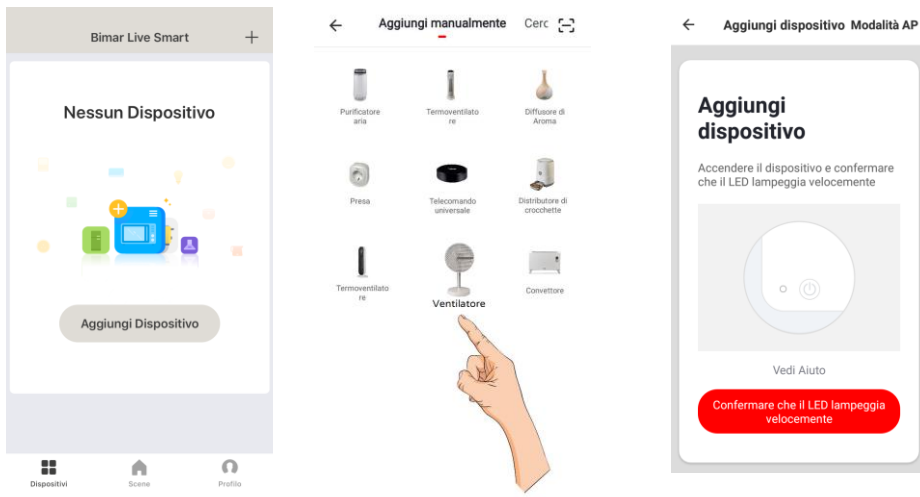 Bimar Live Smart
Nessun Dispositivo
Aggiungi Dispositivo
Dispositivi
Scene
Profilo
Aggiungi manualmente
Cerc
Purificatore
aria
Termoventilato
re
Diffusore di
Aroma
Presa
Telecomando
universale
Distributore di
crocchette
Termoventilato
re
Ventilatore
Convettore
Aggiungi dispositivo Modalità AP
Aggiungi
dispositivo
Accendere il dispositivo e confermare
che il LED lampeggia velocemente
Vedi Aiuto
Confermare che il LED lampeggia
velocemente